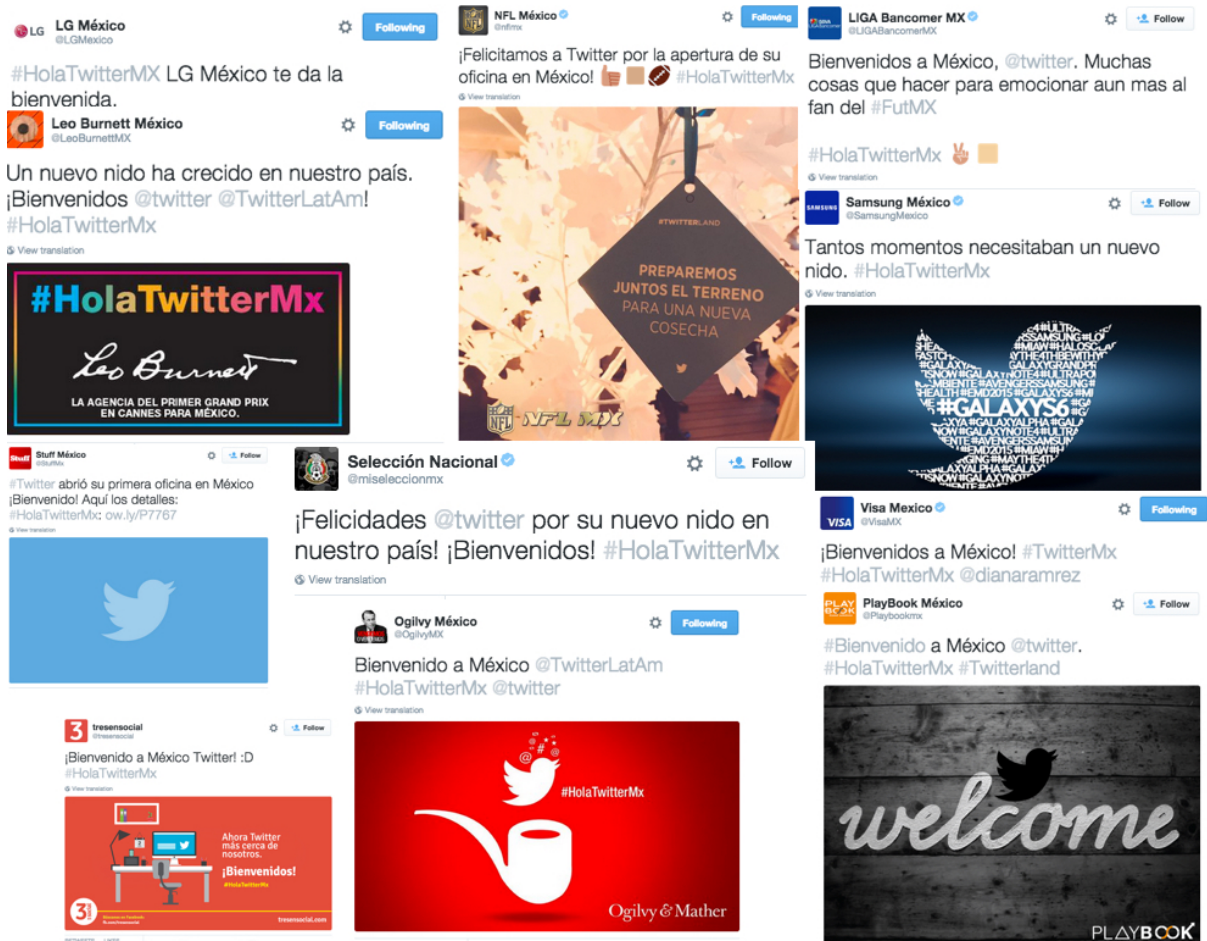 LG
LG México
@LGMexico
Following
#HolaTwitterMX LG México te da la
bienvenida.
Leo Burnett México
@LeoBurnettMX
Following
Un nuevo nido ha crecido en nuestro país.
¡Bienvenidos @twitter @TwitterLatAm!
#HolaTwitterMx
View translation
#HolaTwitterMx
Leo Burnett
LA AGENCIA DEL PRIMER GRAND PRIX
EN CANNES PARA MÉXICO.
NFL México
@nflmx
Following
¡Felicitamos a Twitter por la apertura de su
oficina en México! #HolaTwitterMx
View translation
#TWITTERLAND
PREPAREMOS
JUNTOS EL TERRENO
PARA UNA NUEVA
COSECHA
NFL NFL MX
LIGA Bancomer MX
@LIGABancomerMX
Follow
Bienvenidos a México, @twitter. Muchas
cosas que hacer para emocionar aun mas al
fan del #FutMX
#HolaTwitterMx
View translation
SAMSUNG
Samsung México
@SamsungMexico
Follow
Tantos momentos necesitaban un nuevo
nido. #HolaTwitterMx
View translation
#GALAXYS6
Stuff
Stuff México
@StuffMx
Follow
#Twitter abrió su primera oficina en México
¡Bienvenido! Aquí los detalles:
#HolaTwitterMx: ow.ly/P7767
View translation
Selección Nacional
@miseleccionmx
Follow
¡Felicidades @twitter por su nuevo nido en
nuestro país! ¡Bienvenidos! #HolaTwitterMx
View translation
VISA
Visa Mexico
@VisaMX
Following
¡Bienvenidos a México! #TwitterMx
#HolaTwitterMx @dianaramrez
PLAY
BOOK
PlayBook México
@Playbookmx
Follow
#Bienvenido a México @twitter.
#HolaTwitterMx #Twitterland
welcome
PLAYBOOK
Ogilvy México
@OgilvyMX
Following
Bienvenido a México @TwitterLatAm
#HolaTwitterMx @twitter
View translation
@ #
#HolaTwitterMx
Ogilvy & Mather
3
tresensocial
@tresensocial
Follow
¡Bienvenido a México Twitter! :D
#HolaTwitterMx
View translation
Ahora Twitter
más cerca de
nosotros.
¡Bienvenidos!
#HolaTwitterMx
3
tresensocial.com